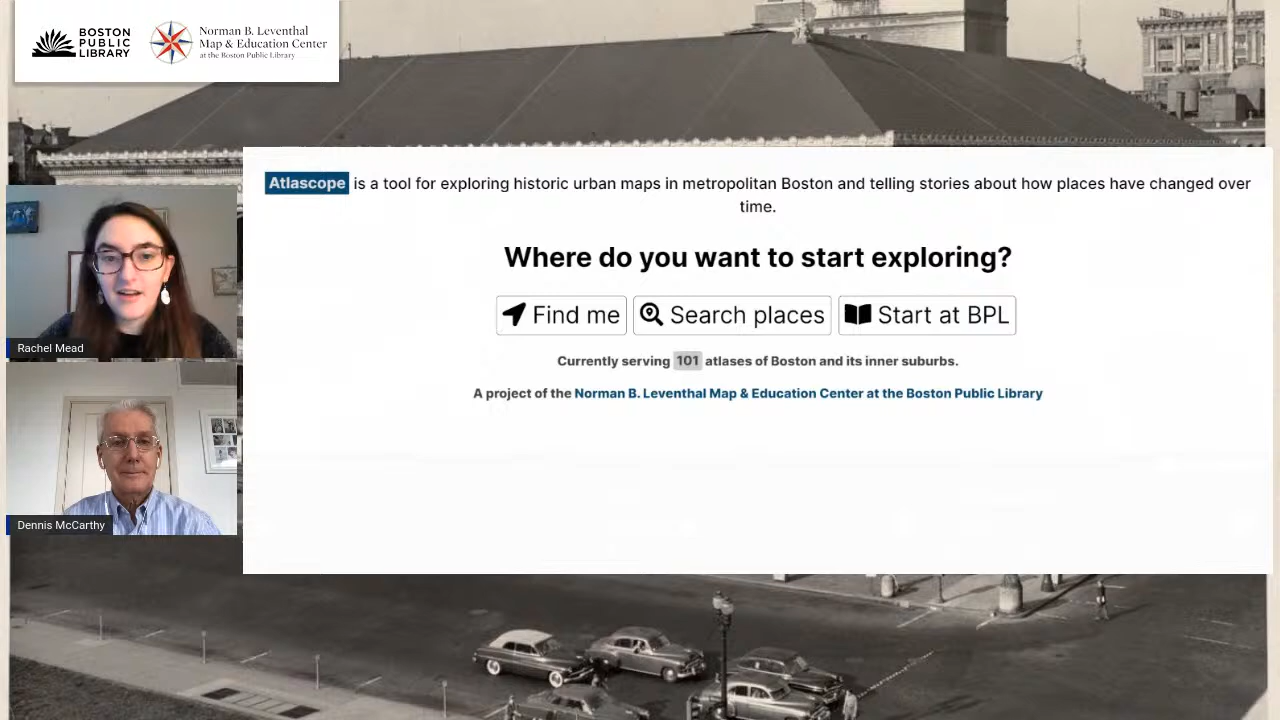 BOSTON
PUBLIC
LIBRARY
Norman B. Leventhal
Map & Education Center
at the Boston Public Library
Atlascope is a tool for exploring historic urban maps in metropolitan Boston and telling stories about how places have changed over
time.
Where do you want to start exploring?
Find me
Search places
Start at BPL
Currently serving 101 atlases of Boston and its inner suburbs.
A project of the Norman B. Leventhal Map & Education Center at the Boston Public Library
Rachel Mead
Dennis McCarthy